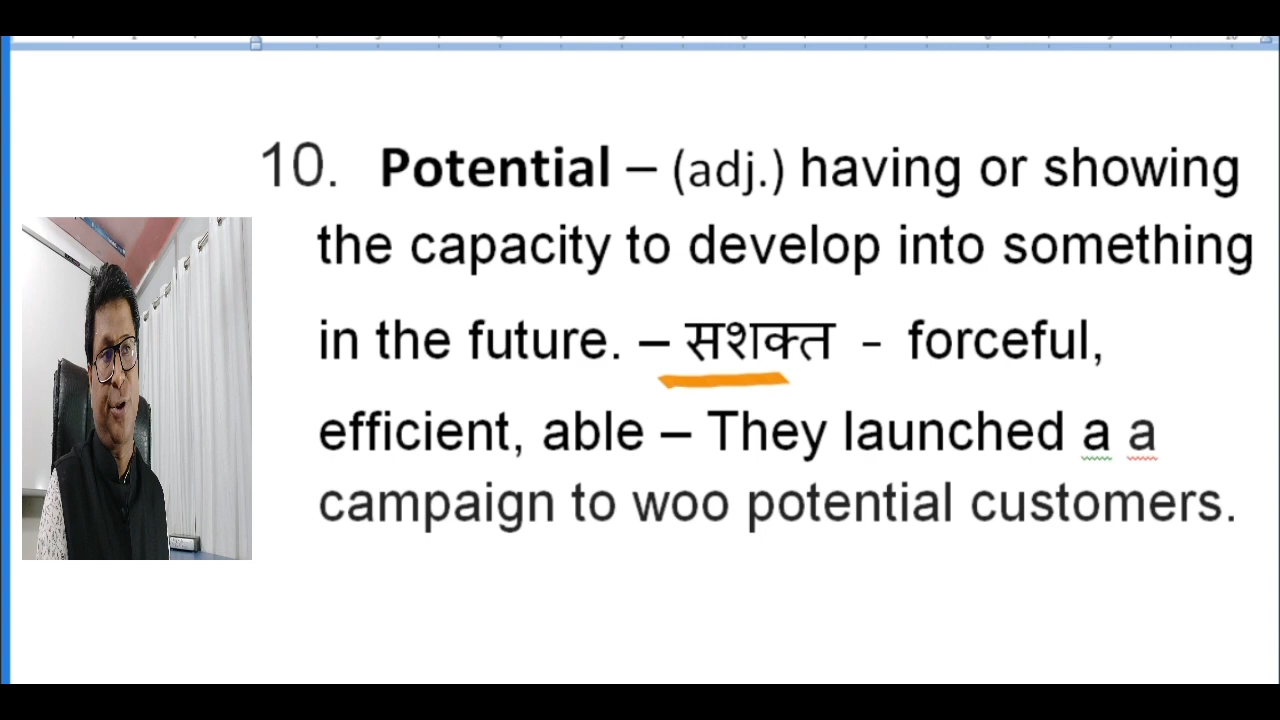 10. Potential – (adj.) having or showing
the capacity to develop into something
in the future. – सशक्त - forceful,
efficient, able – They launched a a
campaign to woo potential customers.